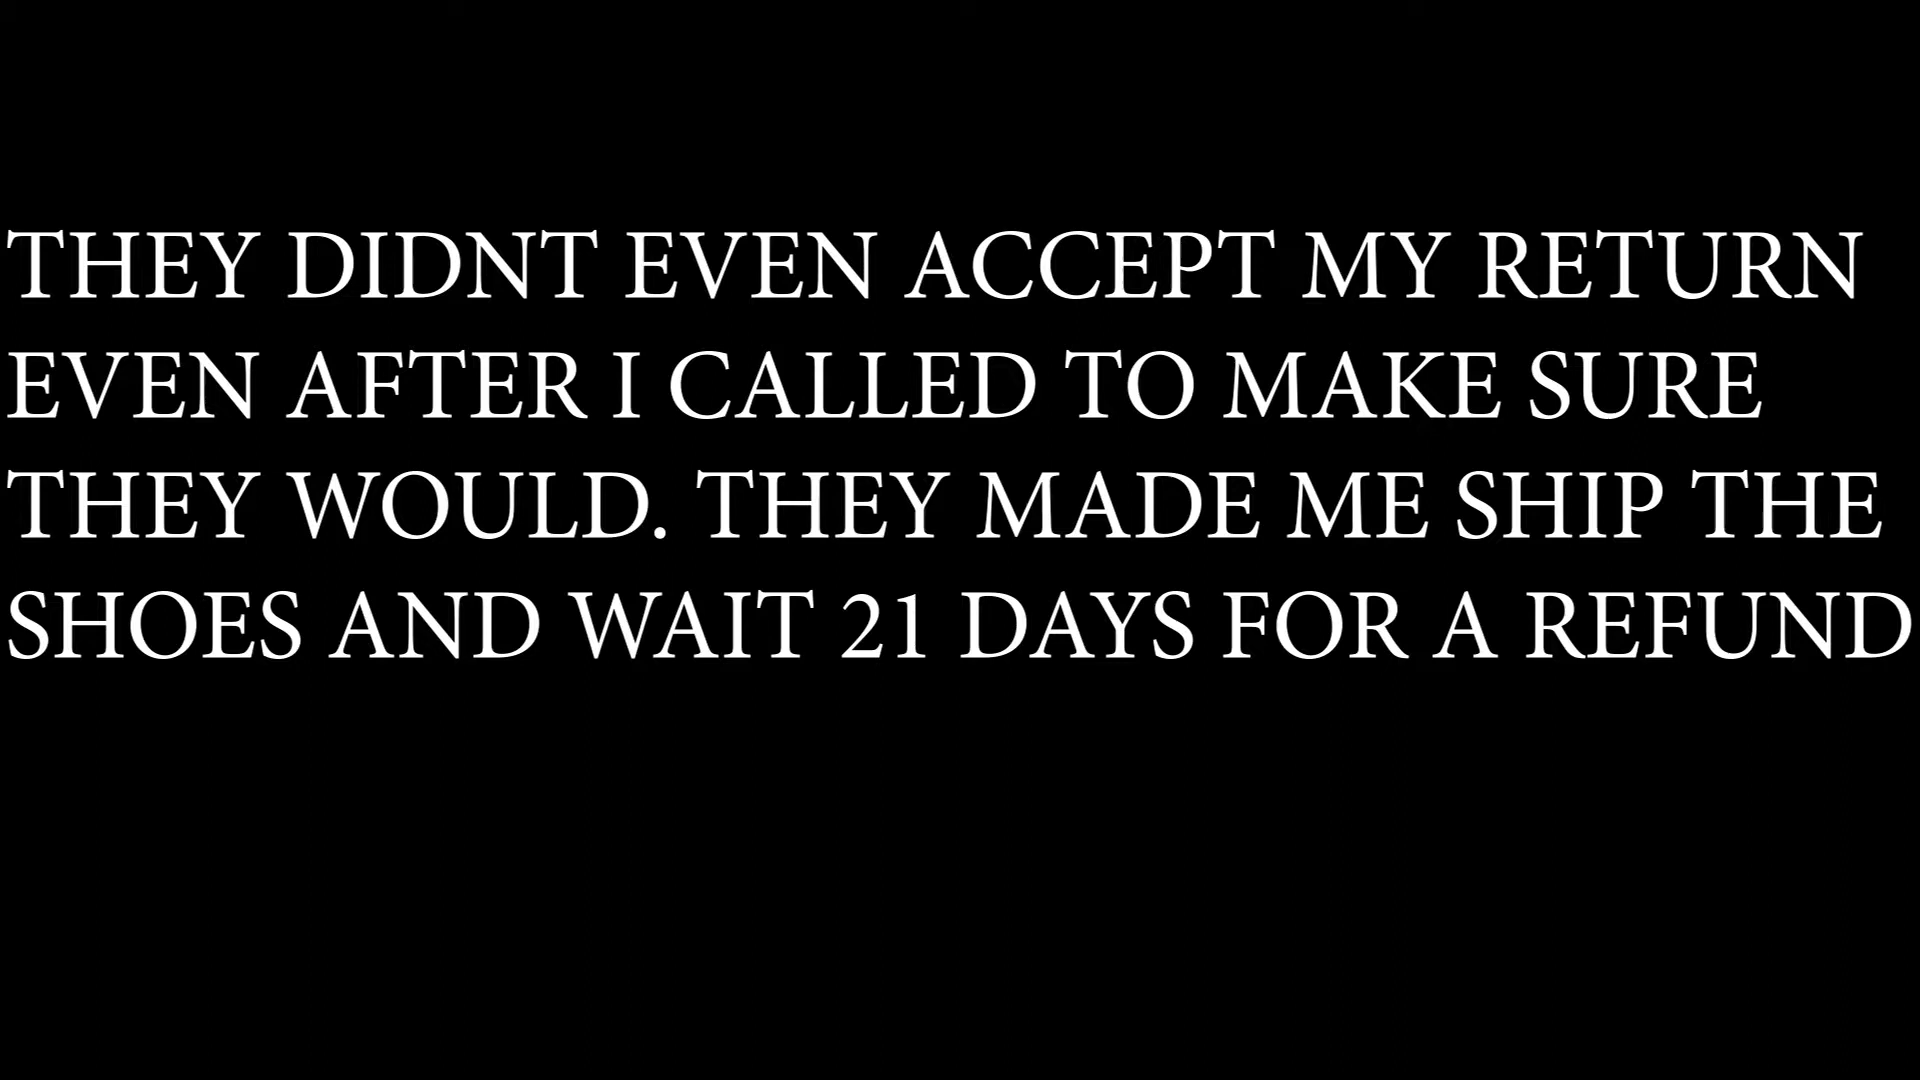 THEY DIDNT EVEN ACCEPT MY RETURN
EVEN AFTER I CALLED TO MAKE SURE
THEY WOULD. THEY MADE ME SHIP THE
SHOES AND WAIT 21 DAYS FOR A REFUND